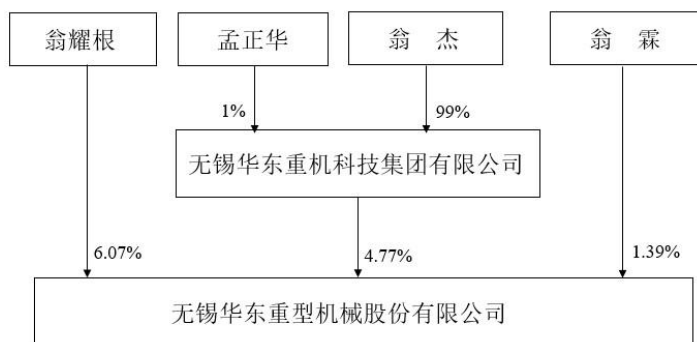 翁耀根 孟正华 翁 杰 翁 霖
1% 99%
无锡华东重机科技集团有限公司
6.07% 4.77% 1.39%
无锡华东重型机械股份有限公司